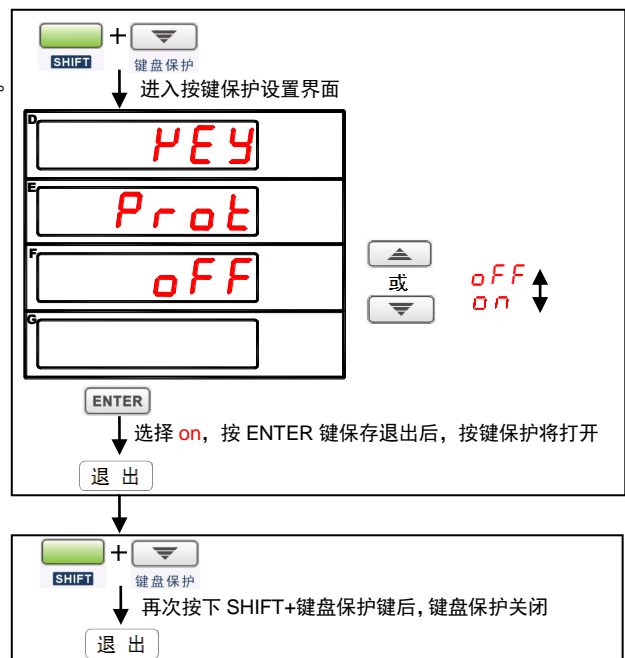 +
SHIFT 键盘保护
。
进入按键保护设置界面
D
KEY
E
Prot
F
oFF
G
或
oFF
on
ENTER
选择 on，按 ENTER 键保存退出后，按键保护将打开
退 出
+
SHIFT 键盘保护
再次按下 SHIFT+键盘保护键后，键盘保护关闭
退 出